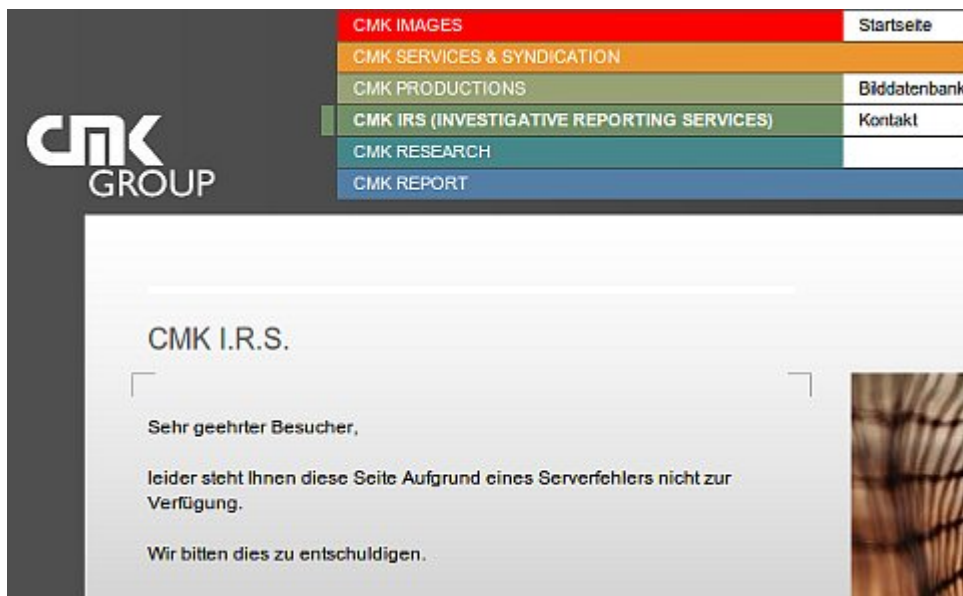 CMK IMAGES
Startseite
CMK SERVICES & SYNDICATION
CMK PRODUCTIONS
Bilddatenbank
CMK IRS (INVESTIGATIVE REPORTING SERVICES)
Kontakt
CMK RESEARCH
CMK REPORT
CMK
GROUP
CMK I.R.S.
Sehr geehrter Besucher,
leider steht Ihnen diese Seite Aufgrund eines Serverfehlers nicht zur
Verfügung.
Wir bitten dies zu entschuldigen.